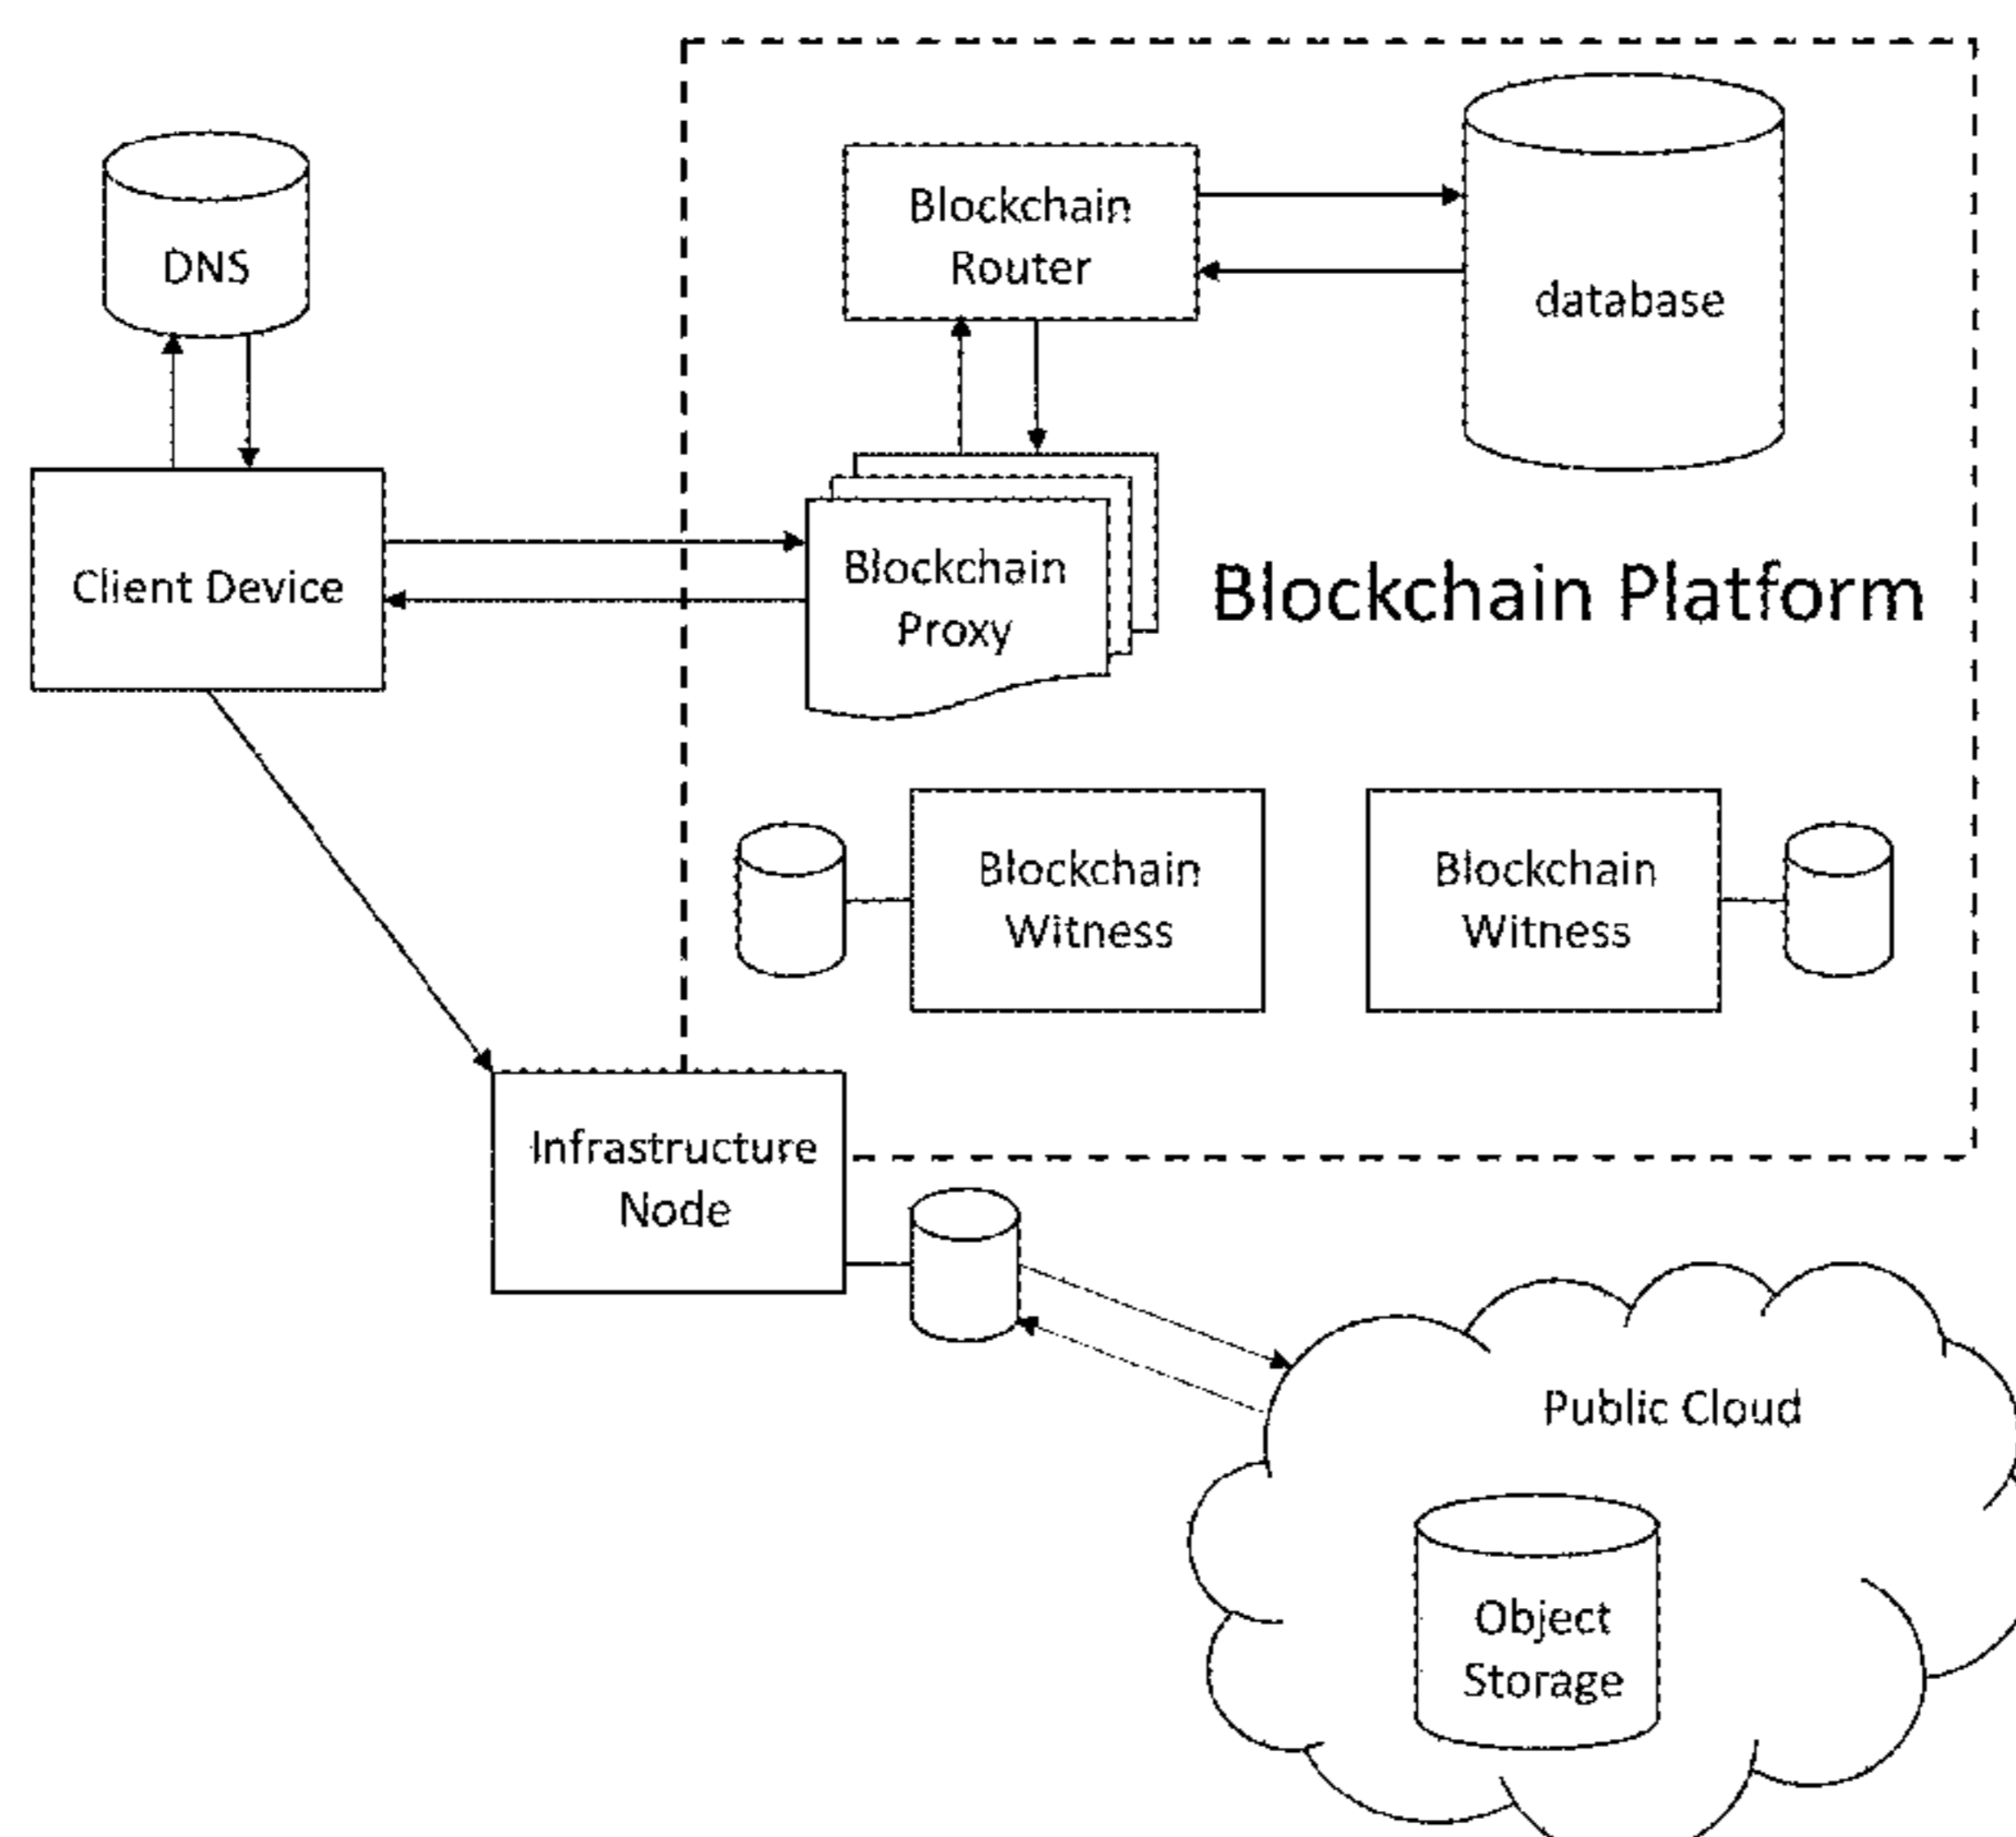 DNS
Blockchain
Router
database
Client Device
Blockchain
Proxy
Blockchain Platform
Blockchain
Witness
Blockchain
Witness
Infrastructure
Node
Public Cloud
Object
Storage